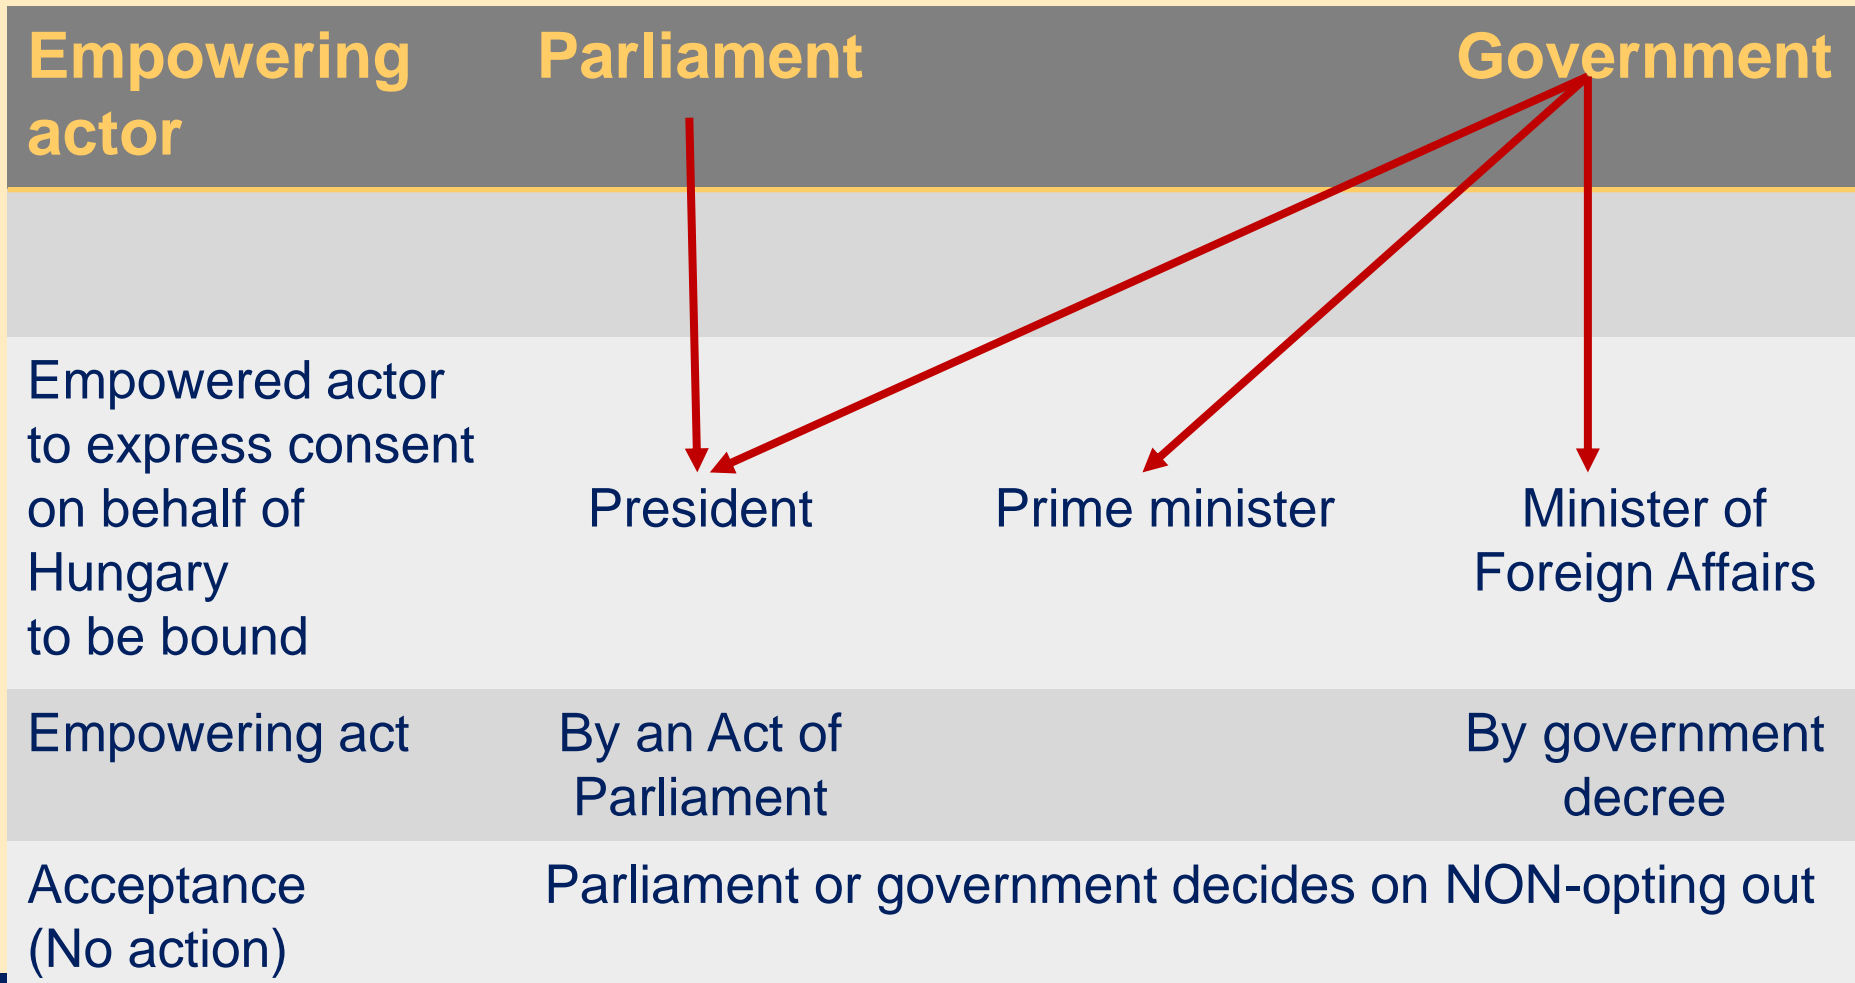 Empowering
actor
Parliament
Government
Empowered actor
to express consent
on behalf of
Hungary
to be bound
President
Prime minister
Minister of
Foreign Affairs
Empowering act
By an Act of
Parliament
By government
decree
Acceptance
(No action)
Parliament or government decides on NON-opting out